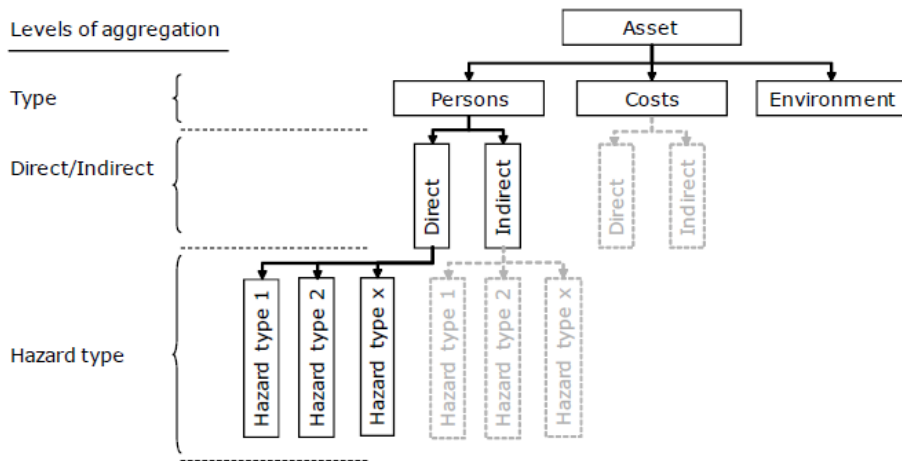 Levels of aggregation
Asset
Type
Persons
Costs
Environment
Direct/Indirect
Direct
Indirect
Direct
Indirect
Hazard type
Hazard type 1
Hazard type 2
Hazard type x
Hazard type 1
Hazard type 2
Hazard type x